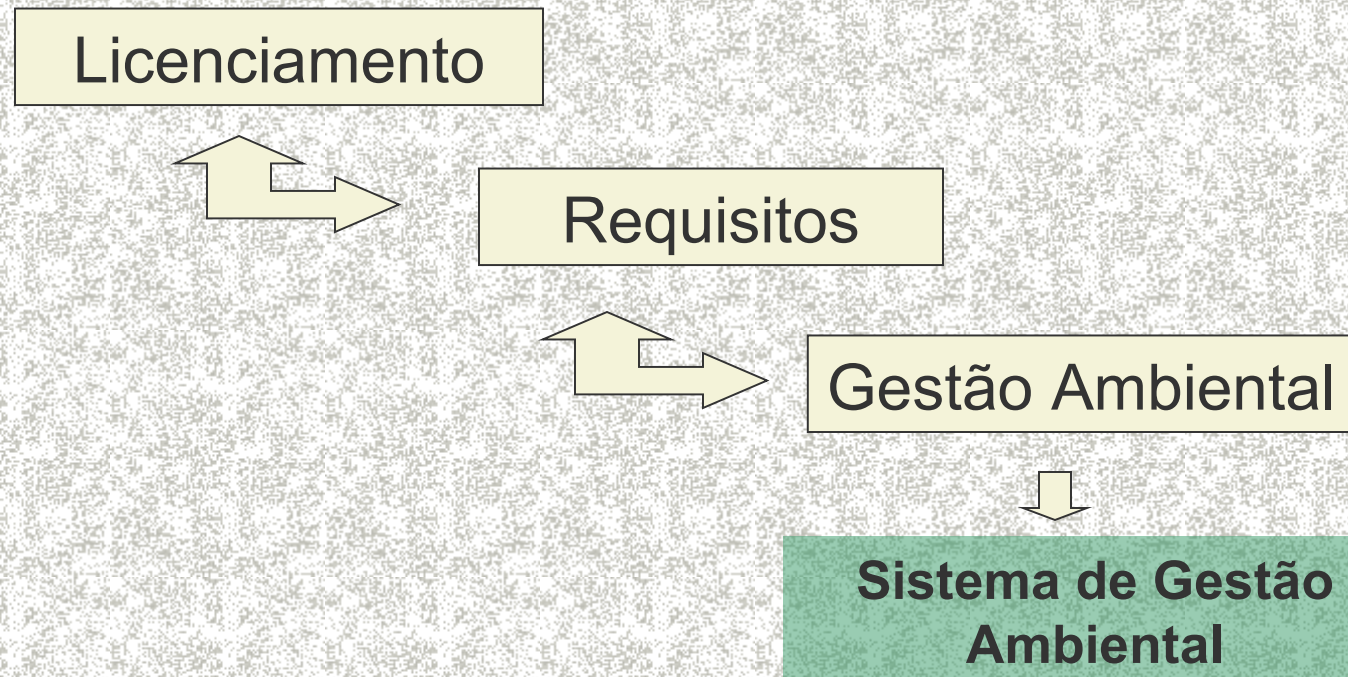 Licenciamento
Requisitos
Gestão Ambiental
Sistema de Gestão
Ambiental